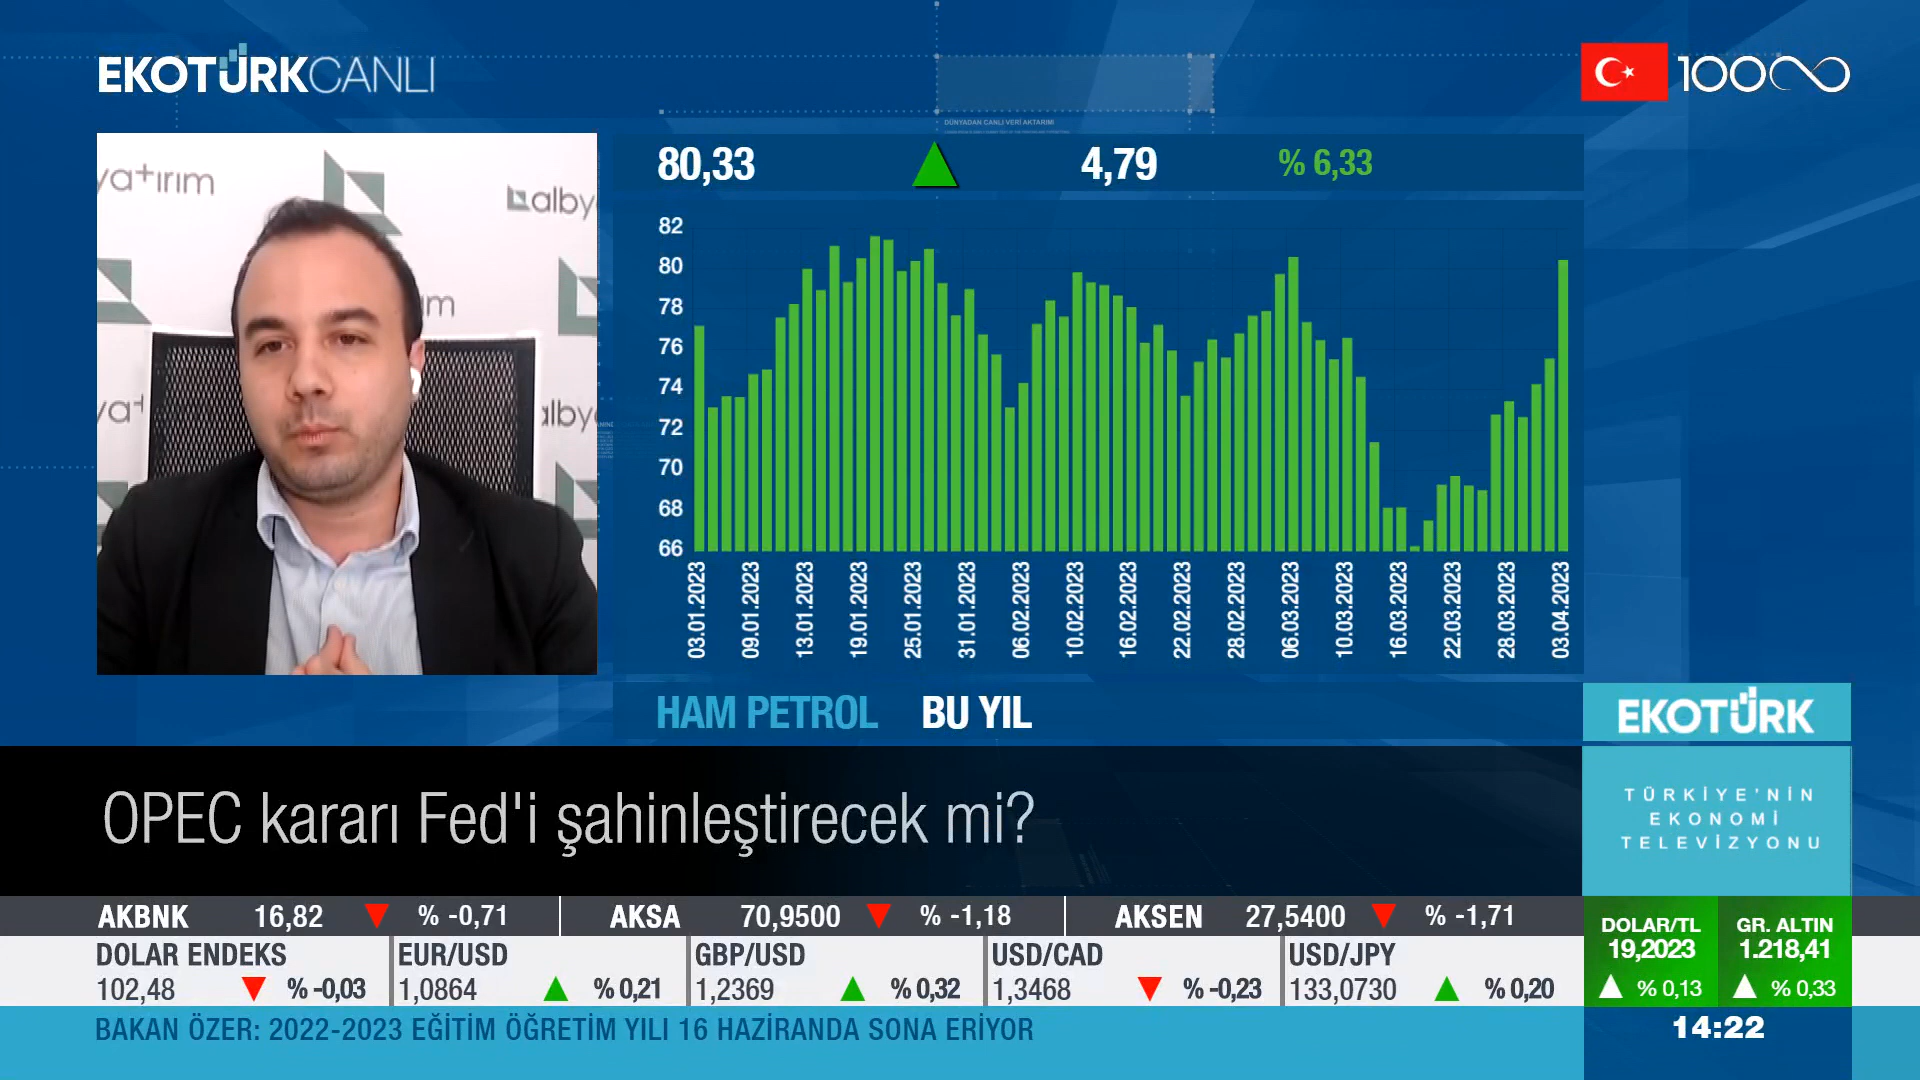 EKOTÜRKCANLI
100
DÜNYADAN CANLI VERİ AKTARIMI
80,33 4,79 % 6,33
yatırım
albyatırım
albyatırım
82
80
78
76
74
72
70
68
66
03.01.2023 09.01.2023 13.01.2023 19.01.2023 25.01.2023 31.01.2023 06.02.2023 10.02.2023 16.02.2023 22.02.2023 28.02.2023 06.03.2023 10.03.2023 16.03.2023 22.03.2023 28.03.2023 03.04.2023
HAM PETROL BU YIL
EKOTÜRK
TÜRKİYE'NİN
EKONOMİ
TELEVİZYONU
OPEC kararı Fed'i şahinleştirecek mi?
AKBNK 16,82 % -0,71 AKSA 70,9500 % -1,18 AKSEN 27,5400 % -1,71
DOLAR ENDEKS EUR/USD GBP/USD USD/CAD USD/JPY
102,48 % -0,03 1,0864 % 0,21 1,2369 % 0,32 1,3468 % -0,23 133,0730 % 0,20
DOLAR/TL GR. ALTIN
19,2023 1.218,41
% 0,13 % 0,33
BAKAN ÖZER: 2022-2023 EĞİTİM ÖĞRETİM YILI 16 HAZİRANDA SONA ERİYOR
14:22